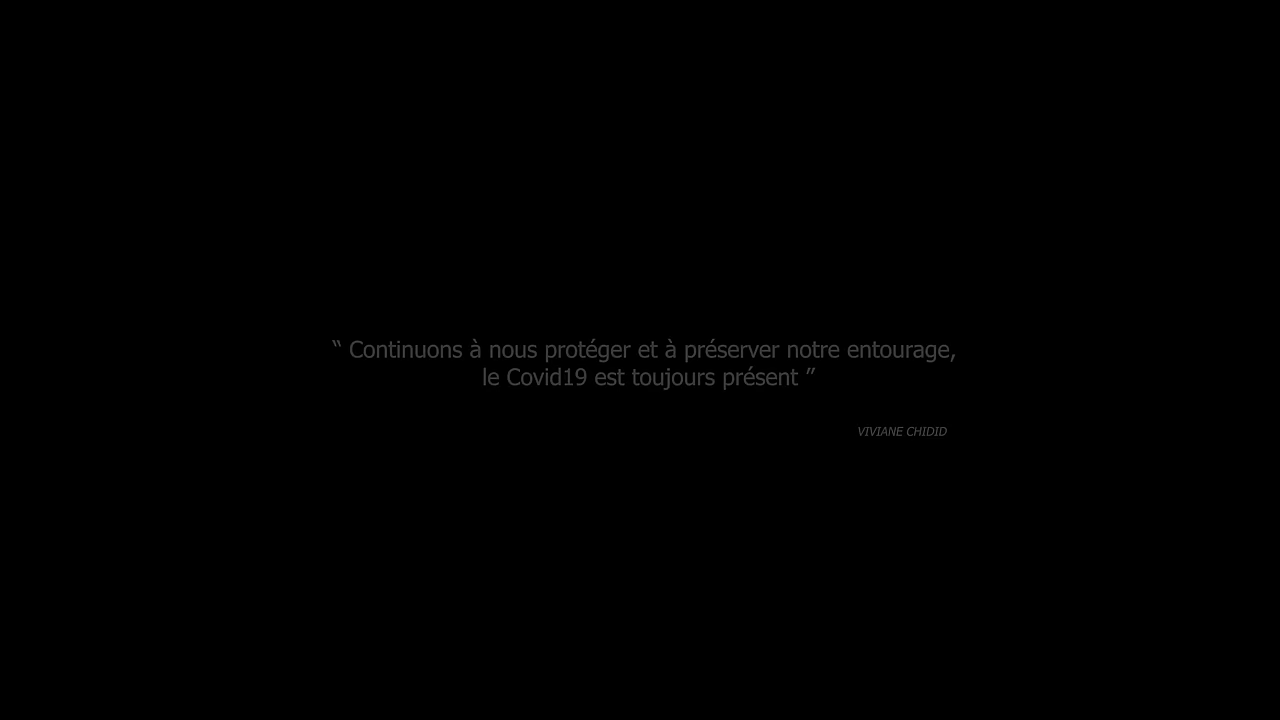 “ Continuons à nous protéger et à préserver notre entourage,
le Covid19 est toujours présent ”
VIVIANE CHIDID